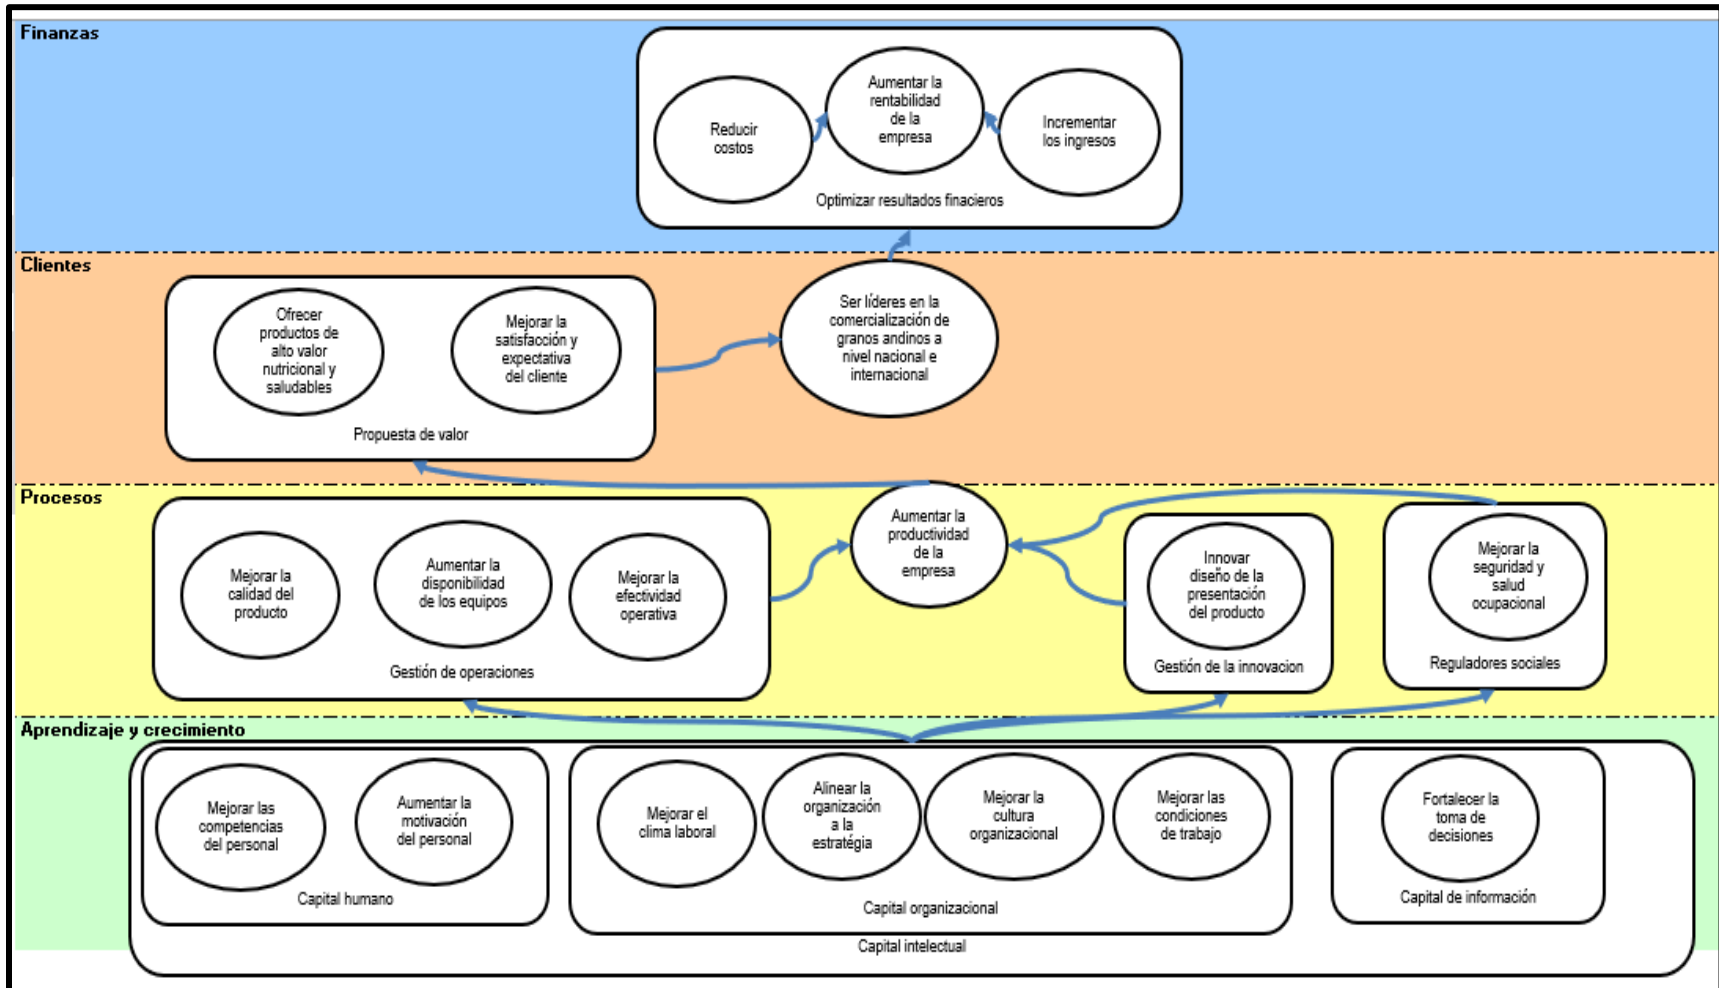 Finanzas
Reducir
costos
Aumentar la
rentabilidad
de la
empresa
Incrementar
los ingresos
Optimizar resultados finacieros
Clientes
Ofrecer
productos de
alto valor
nutricional y
saludables
Mejorar la
satisfacción y
expectativa
del cliente
Propuesta de valor
Ser líderes en la
comercialización de
granos andinos a
nivel nacional e
internacional
Procesos
Mejorar la
calidad del
producto
Aumentar la
disponibilidad
de los equipos
Mejorar la
efectividad
operativa
Gestión de operaciones
Aumentar la
productividad
de la
empresa
Innovar
diseño de la
presentación
del producto
Gestión de la innovacion
Mejorar la
seguridad y
salud
ocupacional
Reguladores sociales
Aprendizaje y crecimiento
Mejorar las
competencias
del personal
Aumentar la
motivación
del personal
Capital humano
Mejorar el
clima laboral
Alinear la
organización
a la
estratégia
Mejorar la
cultura
organizacional
Mejorar las
condiciones
de trabajo
Capital organizacional
Fortalecer la
toma de
decisiones
Capital de información
Capital intelectual